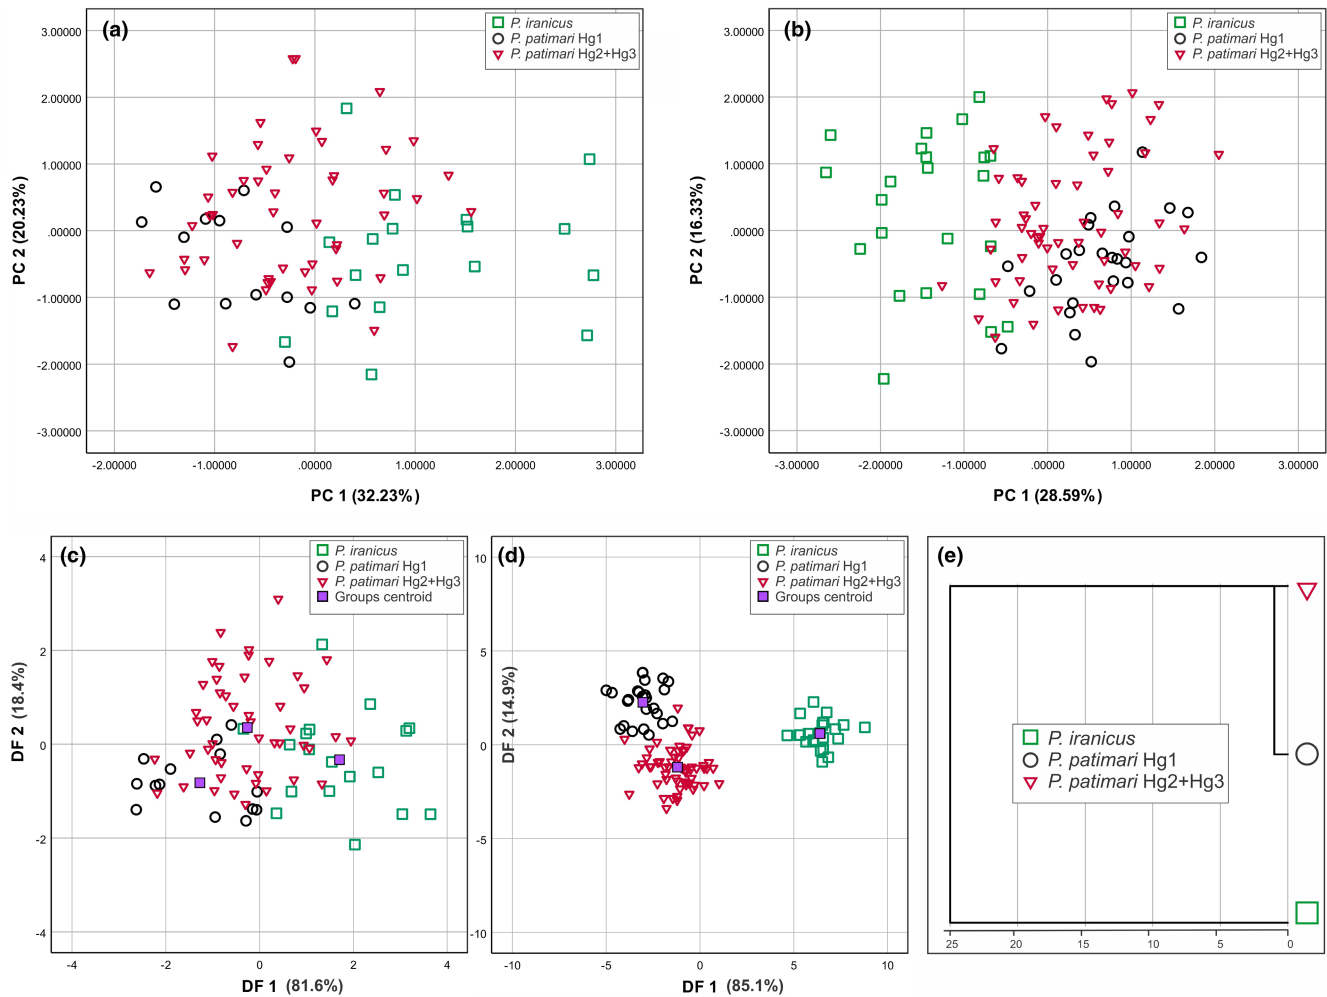 (a)
P. iranicus
P. patimari Hg1
P. patimari Hg2+Hg3
3.00000
2.00000
1.00000
.00000
-1.00000
-2.00000
-3.00000
PC 2 (20.23%)
-2.00000 -1.00000 .00000 1.00000 2.00000 3.00000
PC 1 (32.23%)
(b)
P. iranicus
P. patimari Hg1
P. patimari Hg2+Hg3
3.00000
2.00000
1.00000
.00000
-1.00000
-2.00000
-3.00000
PC 2 (16.33%)
-3.00000 -2.00000 -1.00000 .00000 1.00000 2.00000 3.00000
PC 1 (28.59%)
(c)
P. iranicus
P. patimari Hg1
P. patimari Hg2+Hg3
Groups centroid
4
2
0
-2
-4
DF 2 (18.4%)
-4 -2 0 2 4
DF 1 (81.6%)
(d)
P. iranicus
P. patimari Hg1
P. patimari Hg2+Hg3
Groups centroid
10
5
0
-5
-10
DF 2 (14.9%)
-10 -5 0 5 10
DF 1 (85.1%)
(e)
P. iranicus
P. patimari Hg1
P. patimari Hg2+Hg3
25 20 15 10 5 0